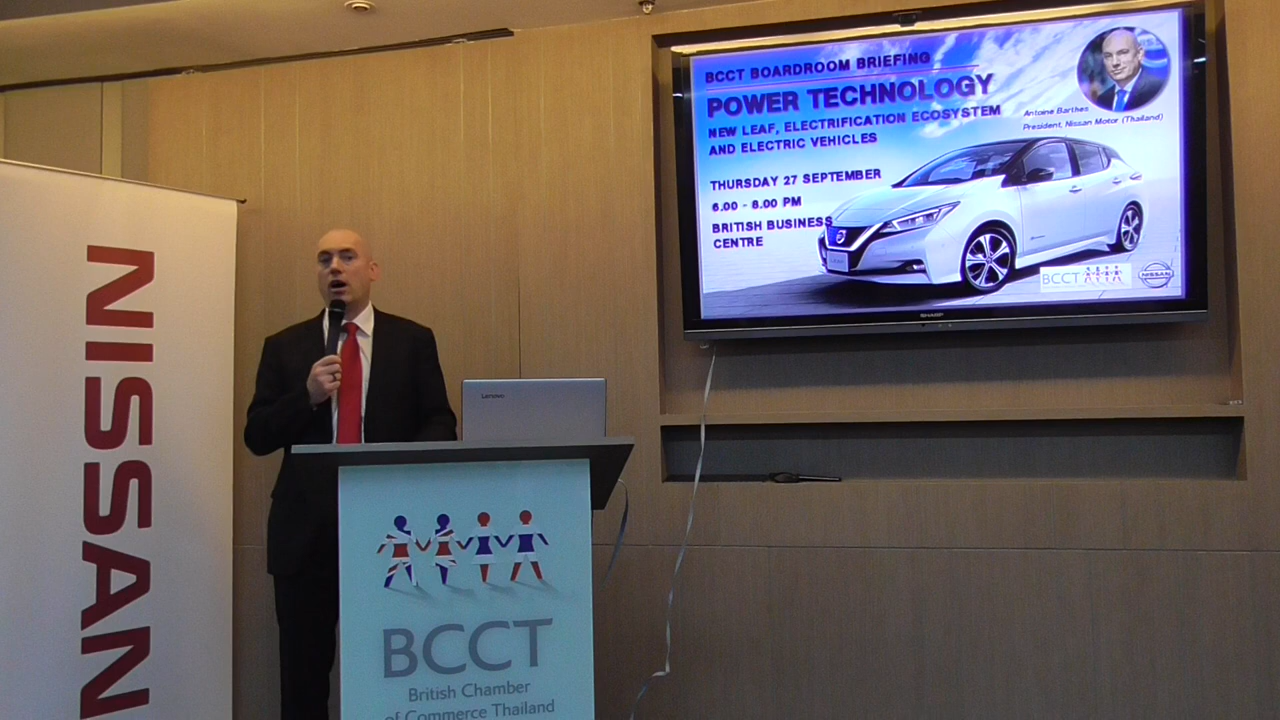 NISSAN
BCCT BOARDROOM BRIEFING
POWER TECHNOLOGY
NEW LEAF, ELECTRIFICATION ECOSYSTEM
AND ELECTRIC VEHICLES
THURSDAY 27 SEPTEMBER
6.00 - 8.00 PM
BRITISH BUSINESS
CENTRE
Antoine Barthes
President, Nissan Motor (Thailand)
BCCT
NISSAN
SHARP
Lenovo
BCCT
British Chamber
of Commerce Thailand